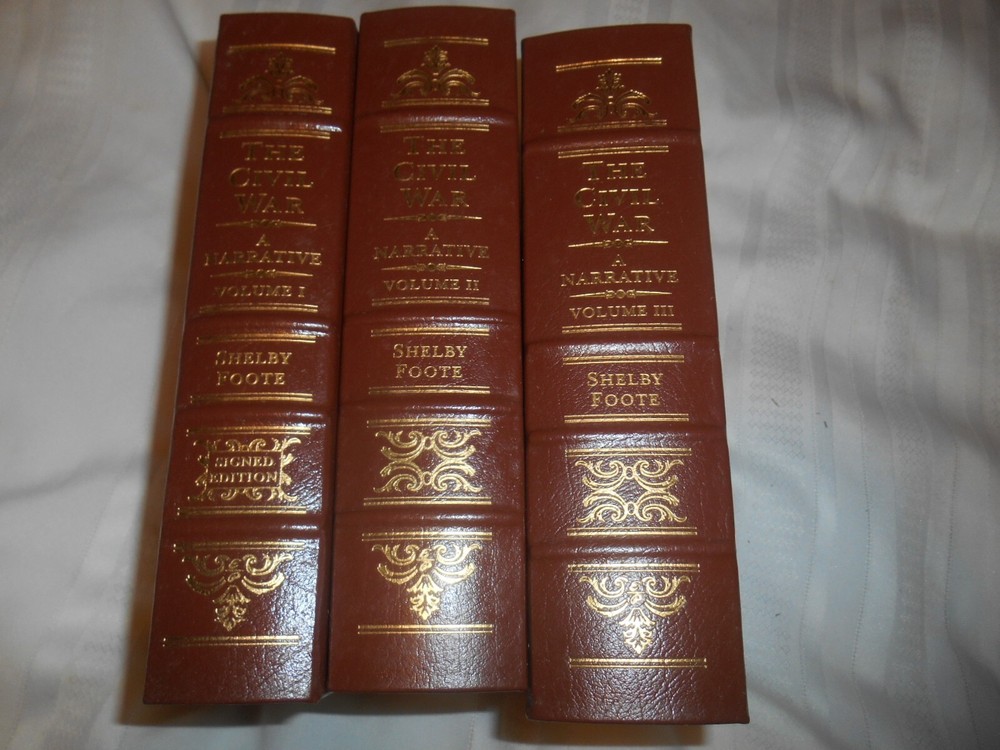 THE
CIVIL
WAR
A
NARRATIVE
VOLUME I
SHELBY
FOOTE
SIGNED
EDITION
THE
CIVIL
WAR
A
NARRATIVE
VOLUME II
SHELBY
FOOTE
THE
CIVIL
WAR
A
NARRATIVE
VOLUME III
SHELBY
FOOTE